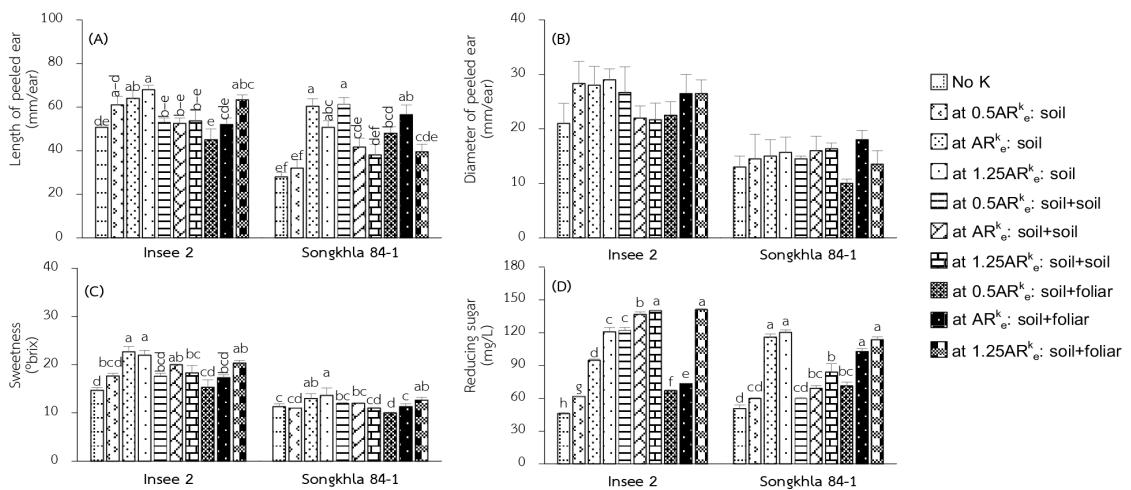 (A)
Length of peeled ear
(mm/ear)
100
80
60
40
20
0
de a-d ab a b-e b-e b-e e cde abc
ef ef a abc a cde def cd ab cde
Insee 2 Songkhla 84-1
(B)
Diameter of peeled ear
(mm/ear)
40
30
20
10
0
Insee 2 Songkhla 84-1
No K
at 0.5ARᵏₑ: soil
at ARᵏₑ: soil
at 1.25ARᵏₑ: soil
at 0.5ARᵏₑ: soil+soil
at ARᵏₑ: soil+soil
at 1.25ARᵏₑ: soil+soil
at 0.5ARᵏₑ: soil+foliar
at ARᵏₑ: soil+foliar
at 1.25ARᵏₑ: soil+foliar
(C)
Sweetness
(ºbrix)
40
30
20
10
0
d bcd a a bcd ab bc cd bcd ab
c cd ab a bc bc cd d c ab
Insee 2 Songkhla 84-1
(D)
Reducing sugar
(mg/L)
180
150
120
90
60
30
0
h g d c c b a f e a
d cd a a cd bc b bc a a
Insee 2 Songkhla 84-1